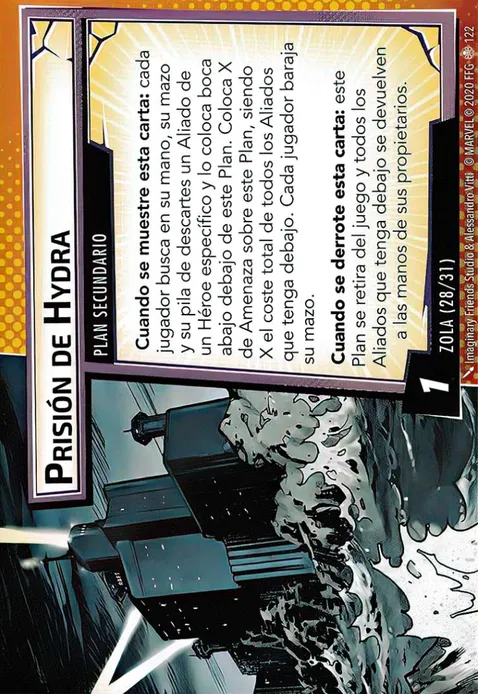 PRISIÓN DE HYDRA
PLAN SECUNDARIO
Cuando se muestre esta carta: cada
jugador busca en su mano, su mazo
y su pila de descartes un Aliado de
un Héroe específico y lo coloca boca
abajo debajo de este Plan. Coloca X
de Amenaza sobre este Plan, siendo
X el coste total de todos los Aliados
que tenga debajo. Cada jugador baraja
su mazo.
Cuando se derrote esta carta: este
Plan se retira del juego y todos los
Aliados que tenga debajo se devuelven
a las manos de sus propietarios.
1
ZOLA (28/31)
Imaginary Friends Studio & Alessandro Vitti © MARVEL © 2020 FFG 122